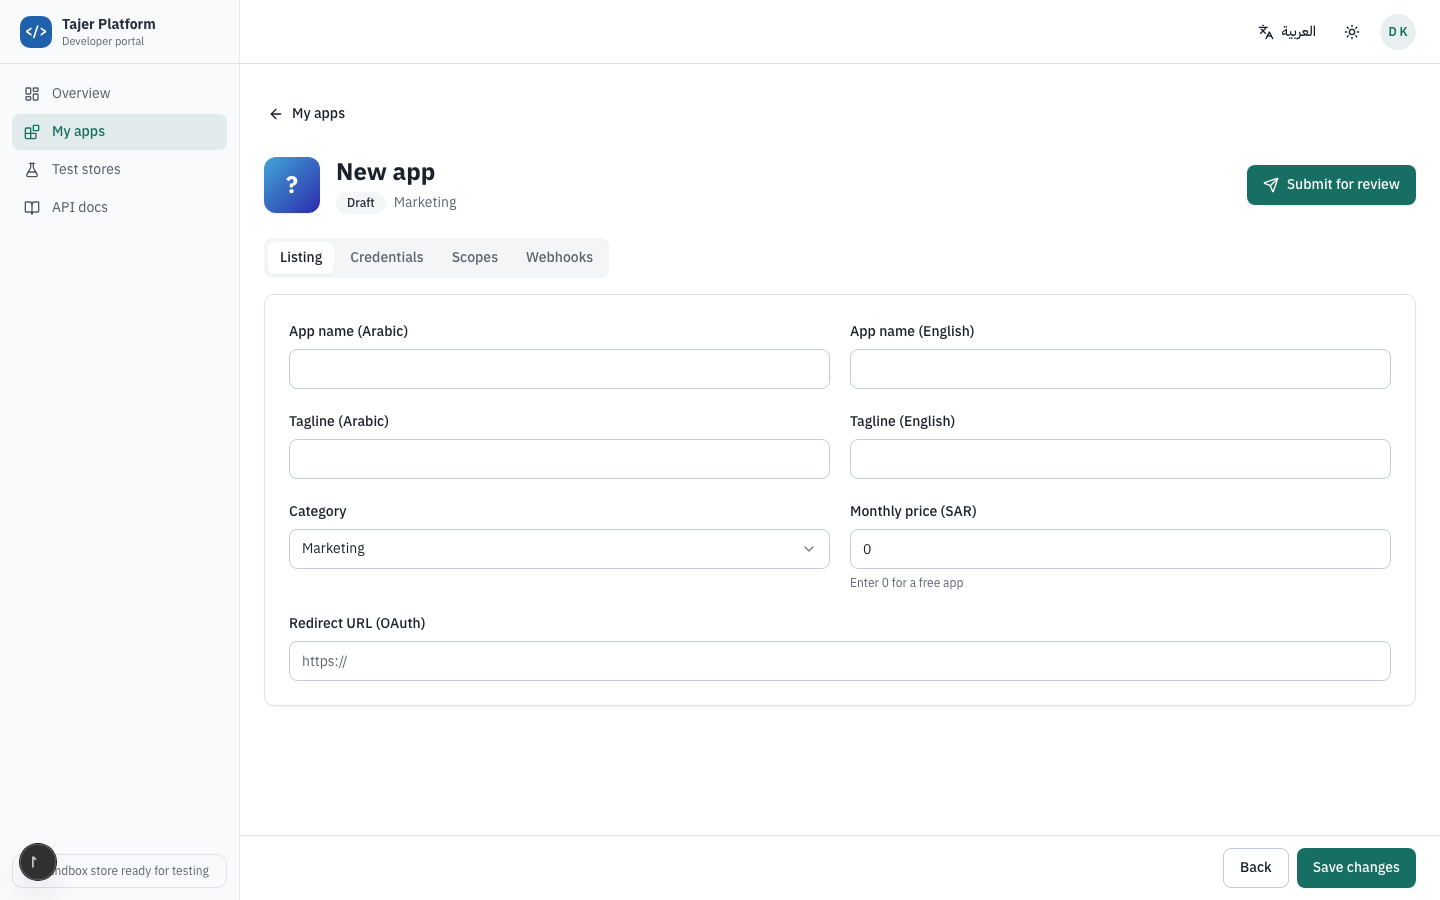 Tajer Platform
Developer portal
العربية
D K
Overview
My apps
Test stores
API docs
My apps
?
New app
Draft
Marketing
Submit for review
Listing
Credentials
Scopes
Webhooks
App name (Arabic)
App name (English)
Tagline (Arabic)
Tagline (English)
Category
Marketing
Monthly price (SAR)
0
Enter 0 for a free app
Redirect URL (OAuth)
https://
store ready for testing
Back
Save changes